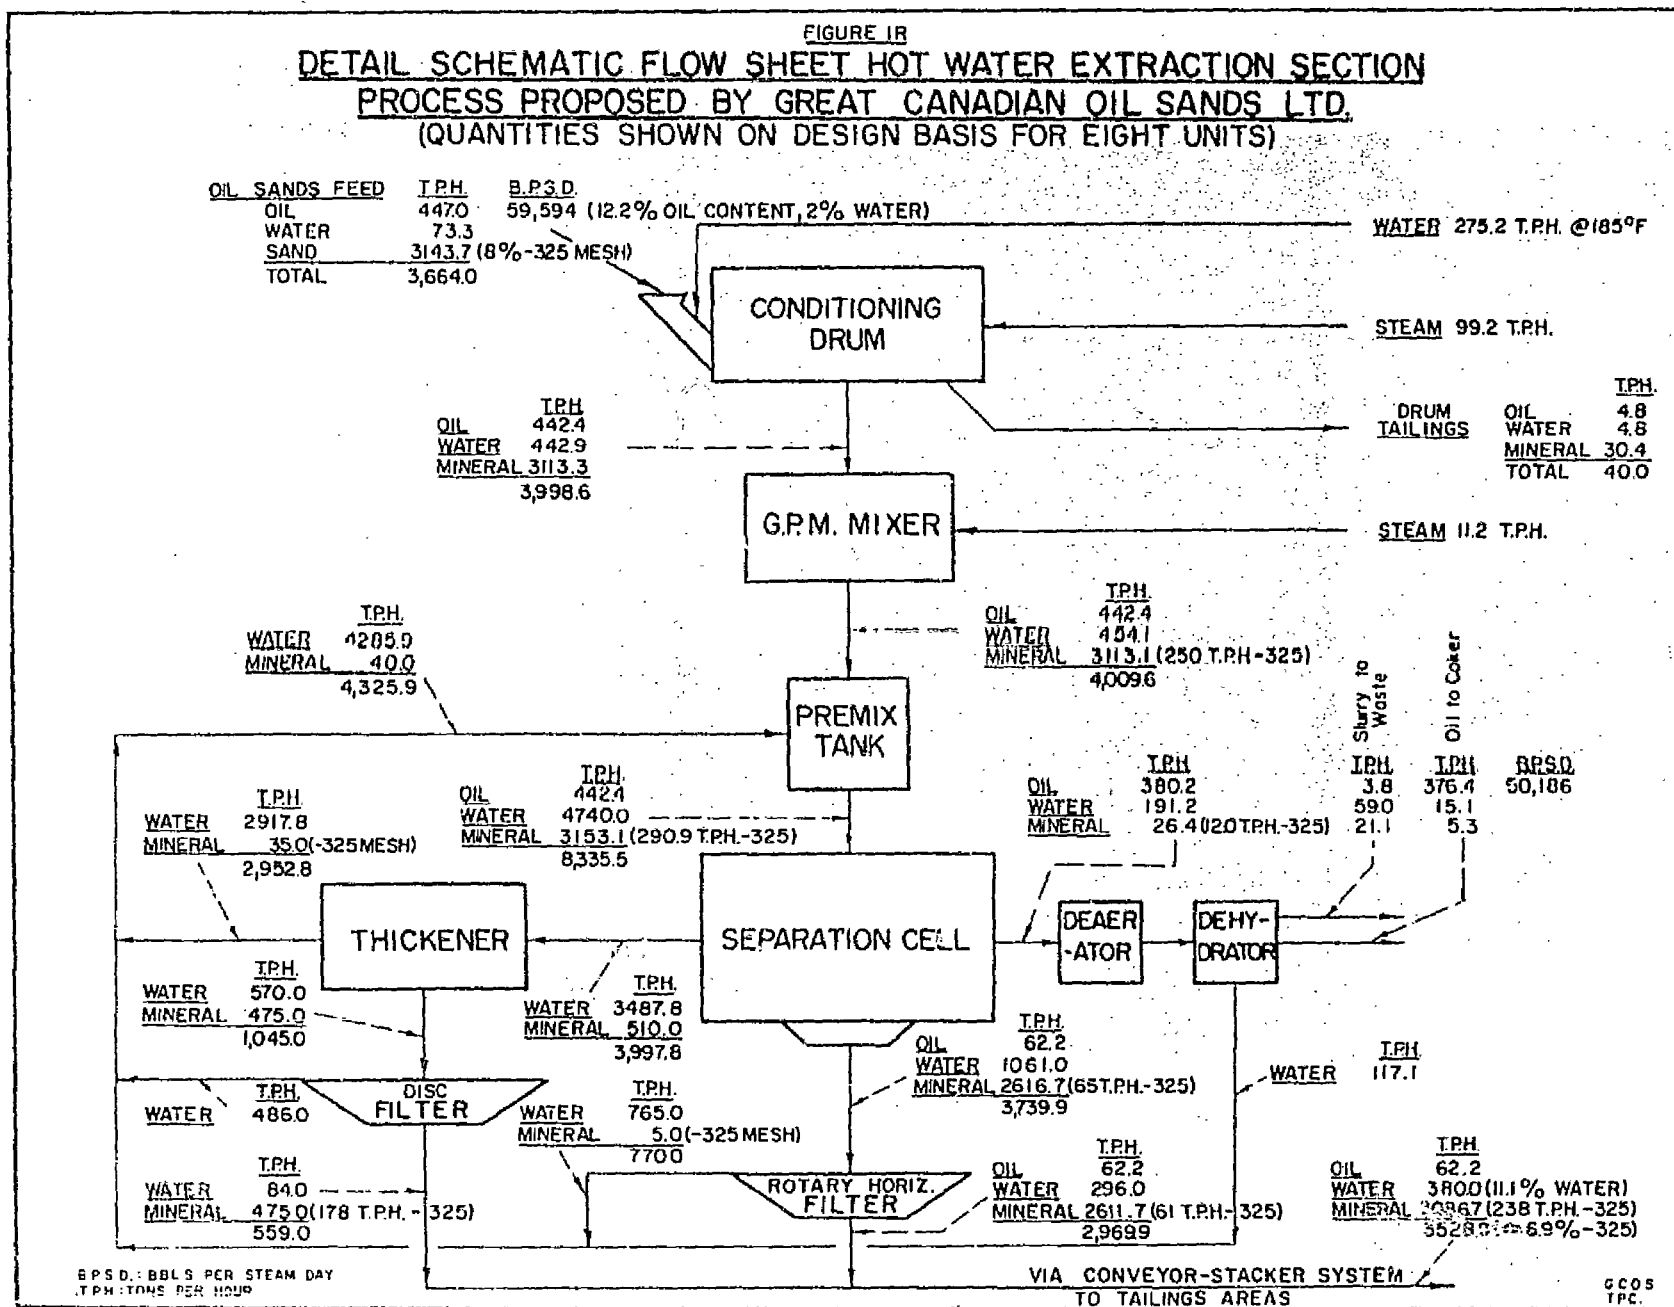 FIGURE 1R
DETAIL SCHEMATIC FLOW SHEET HOT WATER EXTRACTION SECTION
PROCESS PROPOSED BY GREAT CANADIAN OIL SANDS LTD.
(QUANTITIES SHOWN ON DESIGN BASIS FOR EIGHT UNITS)
OIL SANDS FEED T.P.H. B.P.S.D.
OIL 447.0 59,594 (12.2% OIL CONTENT, 2% WATER)
WATER 73.3
SAND 3143.7 (8%-325 MESH)
TOTAL 3,664.0
WATER 275.2 T.P.H. @ 185°F
CONDITIONING
DRUM
STEAM 99.2 T.P.H.
T.P.H.
DRUM OIL 4.8
TAILINGS WATER 4.8
MINERAL 30.4
TOTAL 40.0
T.P.H.
OIL 442.4
WATER 442.9
MINERAL 3113.3
3,998.6
G.P.M. MIXER
STEAM 11.2 T.P.H.
T.P.H.
OIL 442.4
WATER 454.1
MINERAL 3113.1 (250 T.P.H.-325)
4,009.6
T.P.H.
WATER 4285.9
MINERAL 40.0
4,325.9
PREMIX
TANK
Slurry to
Waste
Oil to Coker
T.P.H. T.P.H. T.P.H. B.P.S.D.
OIL 380.2 3.8 376.4 50,186
WATER 191.2 59.0 15.1
MINERAL 26.4 (12.0 T.P.H.-325) 21.1 5.3
T.P.H.
OIL 442.4
WATER 4740.0
MINERAL 3153.1 (290.9 T.P.H.-325)
8,335.5
T.P.H.
WATER 2917.8
MINERAL 35.0 (-325 MESH)
2,952.8
THICKENER
SEPARATION CELL
DEAER
-ATOR
DEHY-
DRATOR
T.P.H.
WATER 570.0
MINERAL 475.0
1,045.0
T.P.H.
WATER 3487.8
MINERAL 510.0
3,997.8
T.P.H.
OIL 62.2
WATER 1061.0
MINERAL 2616.7 (65 T.P.H.-325)
3,739.9
T.P.H.
WATER 117.1
DISC
FILTER
T.P.H.
WATER 486.0
T.P.H.
WATER 765.0
MINERAL 5.0 (-325 MESH)
770.0
ROTARY HORIZ.
FILTER
T.P.H.
WATER 84.0
MINERAL 475.0 (178 T.P.H.-325)
559.0
T.P.H.
OIL 62.2
WATER 296.0
MINERAL 2611.7 (61 T.P.H.-325)
2,969.9
T.P.H.
OIL 62.2
WATER 380.0 (11.1% WATER)
MINERAL (238 T.P.H.-325)
6.9%-325)
VIA CONVEYOR-STACKER SYSTEM
TO TAILINGS AREAS
B.P.S.D.: BBLS PER STEAM DAY
T.P.H.: TONS PER HOUR
GCOS
TPC.